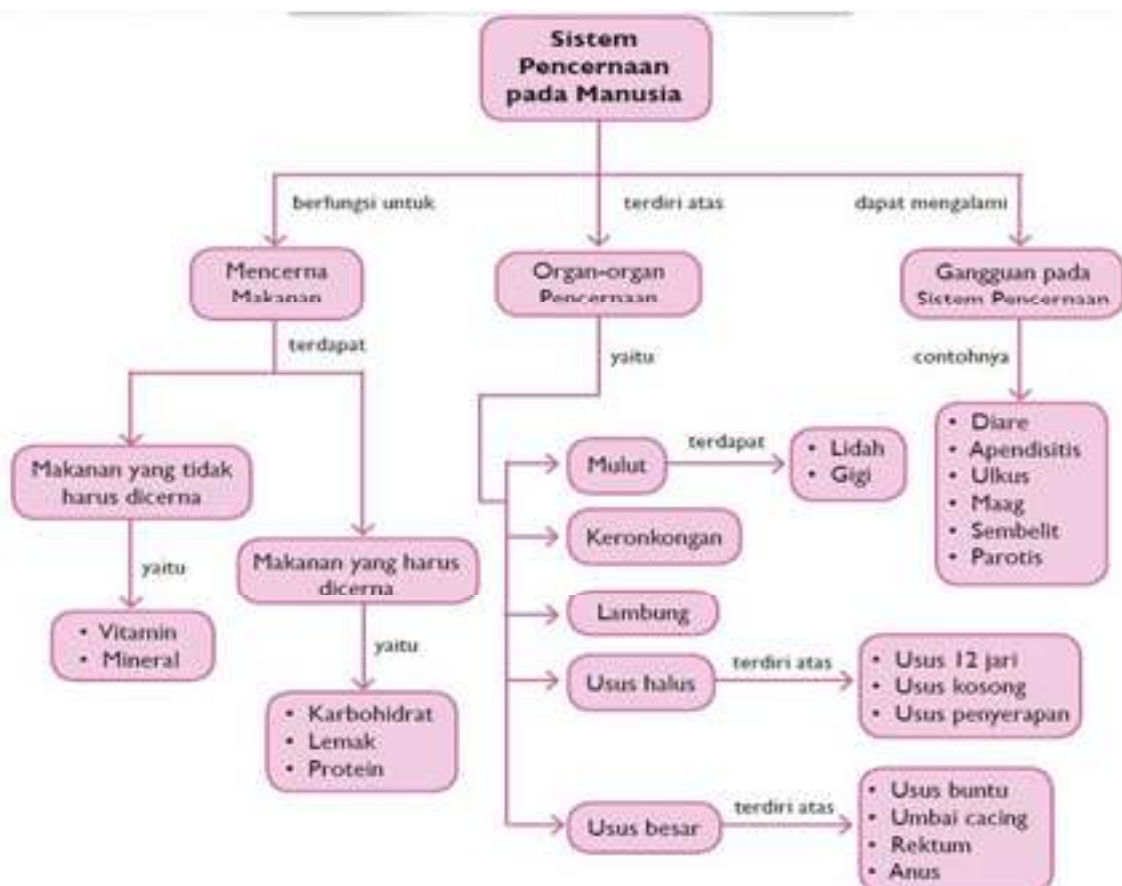 Sistem
Pencernaan
pada Manusia
berfungsi untuk
terdiri atas
dapat mengalami
Mencerna
Makanan
Organ-organ
Pencernaan
Gangguan pada
Sistem Pencernaan
terdapat
yaitu
contohnya
Makanan yang tidak
harus dicerna
yaitu
• Vitamin
• Mineral
Makanan yang harus
dicerna
yaitu
• Karbohidrat
• Lemak
• Protein
Mulut
terdapat
• Lidah
• Gigi
Keronkongan
Lambung
Usus halus
terdiri atas
• Usus 12 jari
• Usus kosong
• Usus penyerapan
Usus besar
terdiri atas
• Usus buntu
• Umbai cacing
• Rektum
• Anus
• Diare
• Apendisitis
• Ulkus
• Maag
• Sembelit
• Parotis